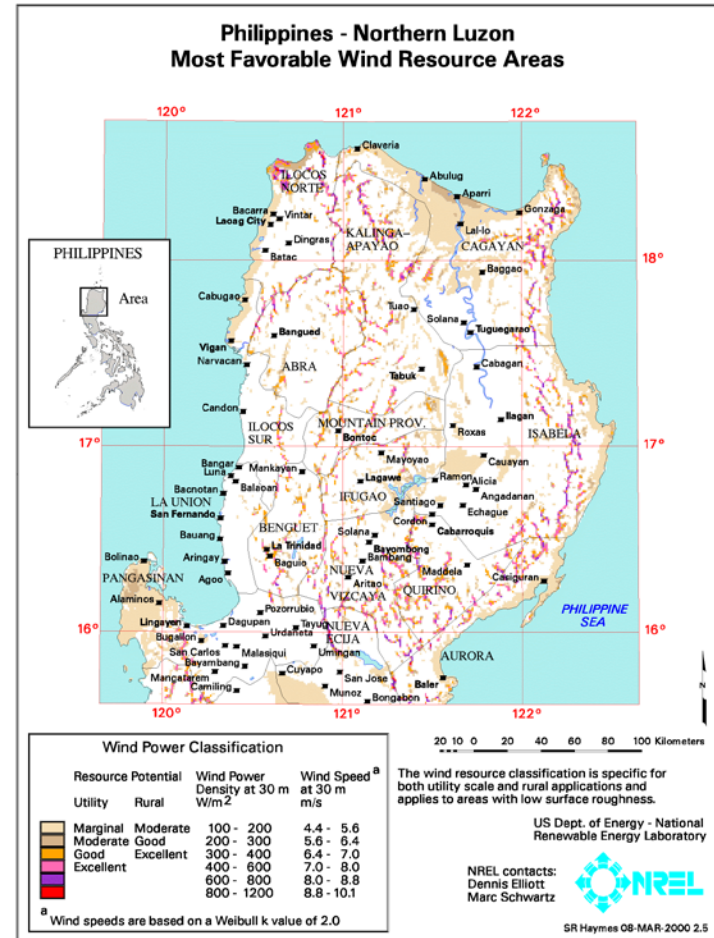 Philippines - Northern Luzon
Most Favorable Wind Resource Areas
120°
121°
122°
Claveria
ILOCOS
NORTE
Abulug
Aparri
Bacarra
Vintar
Laoag City
Gonzaga
KALINGA-
APAYAO
Lal-lo
CAGAYAN
Dingras
Batac
18°
18°
Baggao
PHILIPPINES
Area
Cabugao
Tuao
Solana
Tuguegarao
Bangued
Vigan
Narvacan
ABRA
Cabagan
Tabuk
Candon
ILOCOS
SUR
MOUNTAIN PROV.
Bontoc
Roxas
Ilagan
ISABELA
17°
17°
Mayoyao
Cauayan
Bangar
Luna
Mankayan
Balaoan
Lagawe
Ramon
Alicia
Bacnotan
LA UNION
IFUGAO
Angadanan
Santiago
Echague
San Fernando
Cordon
Cabarroquis
BENGUET
Bauang
Solana
La Trinidad
Bayombong
Bolinao
Aringay
Baguio
Bambang
Maddela
PANGASINAN
Agoo
NUEVA
VIZCAYA
Aritao
QUIRINO
Casiguran
Alaminos
Pozorrubio
PHILIPPINE
SEA
Lingayen
Dagupan
Tayug
NUEVA
ECIJA
16°
16°
Bugallon
Urdaneta
San Carlos
Malasiqui
Umingan
AURORA
Bayambang
Mangatarem
Cuyapo
San Jose
Baler
Camiling
Munoz
Bongabon
120°
121°
122°
N
20 10 0 20 40 60 80 100 Kilometers
Wind Power Classification
Resource Potential Wind Power Wind Speed a
Density at 30 m at 30 m
Utility Rural W/m2 m/s
Marginal Moderate 100 - 200 4.4 - 5.6
Moderate Good 200 - 300 5.6 - 6.4
Good Excellent 300 - 400 6.4 - 7.0
Excellent 400 - 600 7.0 - 8.0
600 - 800 8.0 - 8.8
800 - 1200 8.8 - 10.1
a Wind speeds are based on a Weibull k value of 2.0
The wind resource classification is specific for
both utility scale and rural applications and
applies to areas with low surface roughness.
US Dept. of Energy - National
Renewable Energy Laboratory
NREL contacts:
Dennis Elliott
Marc Schwartz
NREL
SR Haymes 08-MAR-2000 2.5